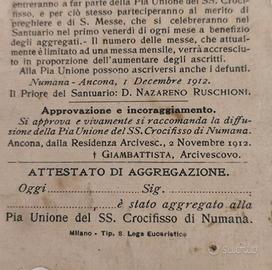 entreranno a far parte della Pia Unione del SS. Croci-
fisso, e per ciò stesso parteciperanno al merito di
preghiere e di S. Messe, che si celebreranno nel
Santuario nel primo venerdì di ogni mese a benefizio
degli aggregati.- Il numero delle messe, che attual-
mente è limitato ad una messa mensile, verrà accresciu-
to in proporzione dell'aumentare degli ascritti.
Alla Pia Unione possono ascriversi anche i defunti.
Numana - Ancona, 1 Decembre 1912.
Il Priore del Santuario: D. NAZARENO RUSCHIONI.
Approvazione e incoraggiamento.
Si approva e vivamente si raccomanda la diffu-
sione della Pia Unione del SS. Crocifisso di Numana.
Ancona, dalla Residenza Arcivesc., 2 Novembre 1912.
† GIAMBATTISTA, Arcivescovo.
ATTESTATO DI AGGREGAZIONE.
Oggi Sig.
è stato aggregato alla
Pia Unione del SS. Crocifisso di Numana.
Milano - Tip. S. Lega Eucaristica
subito